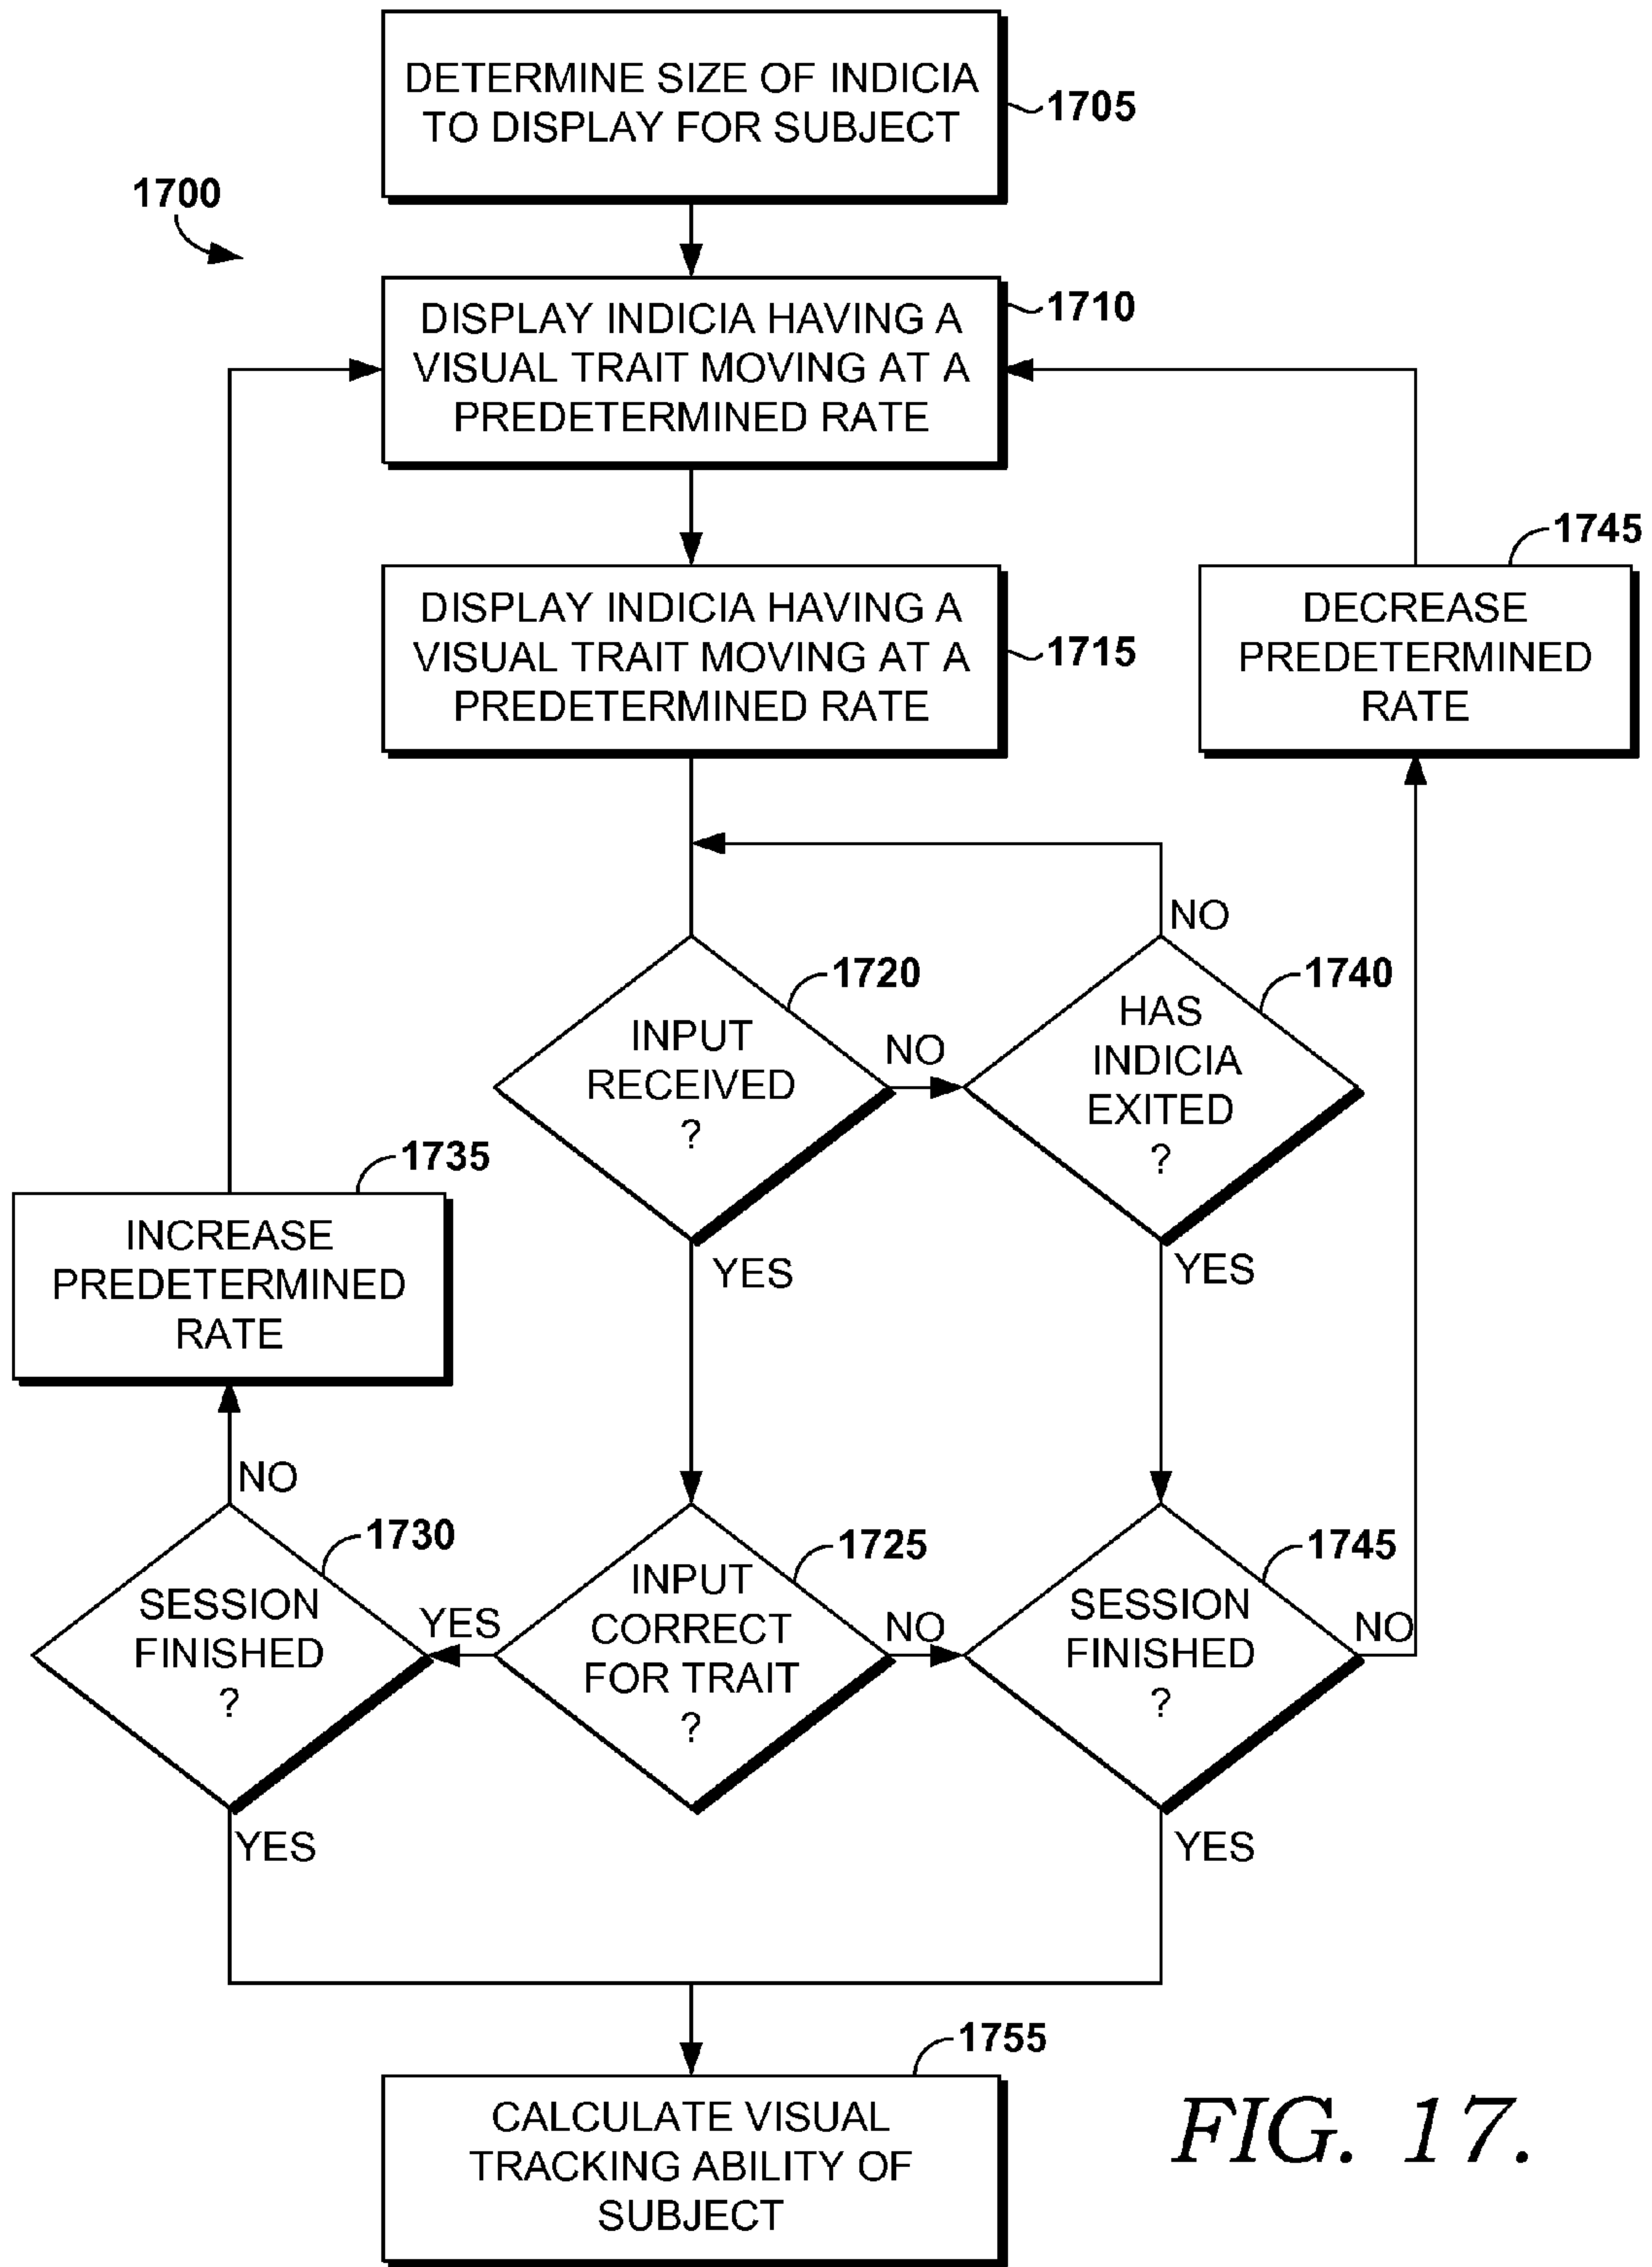 DETERMINE SIZE OF INDICIA
TO DISPLAY FOR SUBJECT
1705
1700
DISPLAY INDICIA HAVING A
VISUAL TRAIT MOVING AT A
PREDETERMINED RATE
1710
DISPLAY INDICIA HAVING A
VISUAL TRAIT MOVING AT A
PREDETERMINED RATE
1715
1745
DECREASE
PREDETERMINED
RATE
NO
1720
INPUT
RECEIVED
?
NO
1740
HAS
INDICIA
EXITED
?
YES
YES
1735
INCREASE
PREDETERMINED
RATE
NO
1730
SESSION
FINISHED
?
YES
1725
INPUT
CORRECT
FOR TRAIT
?
NO
1745
SESSION
FINISHED
?
NO
YES
YES
1755
CALCULATE VISUAL
TRACKING ABILITY OF
SUBJECT
FIG. 17.